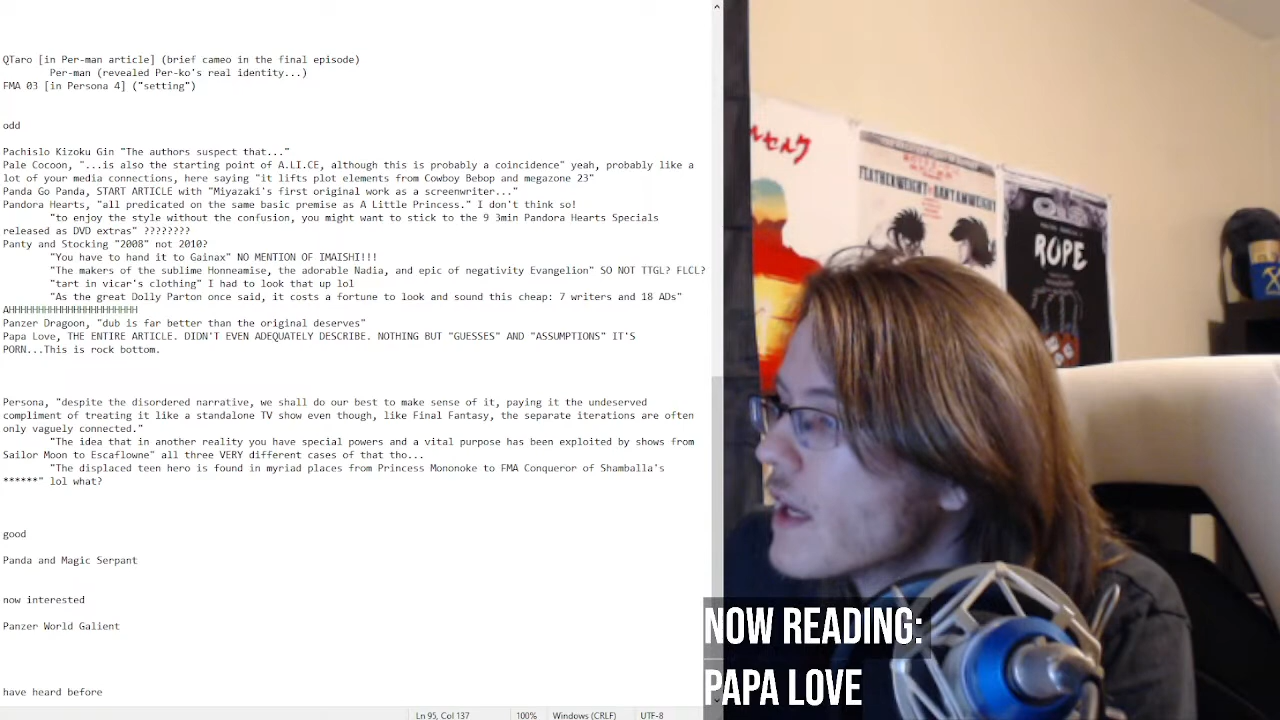 QTaro [in Per-man article] (brief cameo in the final episode)
Per-man (revealed Per-ko's real identity...)
FMA 03 [in Persona 4] ("setting")
odd
Pachislo Kizoku Gin "The authors suspect that..."
Pale Cocoon, "...is also the starting point of A.LI.CE, although this is probably a coincidence" yeah, probably like a
lot of your media connections, here saying "it lifts plot elements from Cowboy Bebop and megazone 23"
Panda Go Panda, START ARTICLE with "Miyazaki's first original work as a screenwriter..."
Pandora Hearts, "all predicated on the same basic premise as A Little Princess." I don't think so!
"to enjoy the style without the confusion, you might want to stick to the 9 3min Pandora Hearts Specials
released as DVD extras" ????????
Panty and Stocking "2008" not 2010?
"You have to hand it to Gainax" NO MENTION OF IMAISHI!!!
"The makers of the sublime Honneamise, the adorable Nadia, and epic of negativity Evangelion" SO NOT TTGL? FLCL?
"tart in vicar's clothing" I had to look that up lol
"As the great Dolly Parton once said, it costs a fortune to look and sound this cheap: 7 writers and 18 ADs"
AHHHHHHHHHHHHHHHHHHHHHH
Panzer Dragoon, "dub is far better than the original deserves"
Papa Love, THE ENTIRE ARTICLE. DIDN'T EVEN ADEQUATELY DESCRIBE. NOTHING BUT "GUESSES" AND "ASSUMPTIONS" IT'S
PORN...This is rock bottom.
Persona, "despite the disordered narrative, we shall do our best to make sense of it, paying it the undeserved
compliment of treating it like a standalone TV show even though, like Final Fantasy, the separate iterations are often
only vaguely connected."
"The idea that in another reality you have special powers and a vital purpose has been exploited by shows from
Sailor Moon to Escaflowne" all three VERY different cases of that tho...
"The displaced teen hero is found in myriad places from Princess Mononoke to FMA Conqueror of Shamballa's
******" lol what?
good
Panda and Magic Serpant
now interested
Panzer World Galient
have heard before
Ln 95, Col 137 100% Windows (CRLF) UTF-8
ルセルク
FEATHERWEIGHT BANTAMWEIGHT
ROPE
NOW READING:
PAPA LOVE